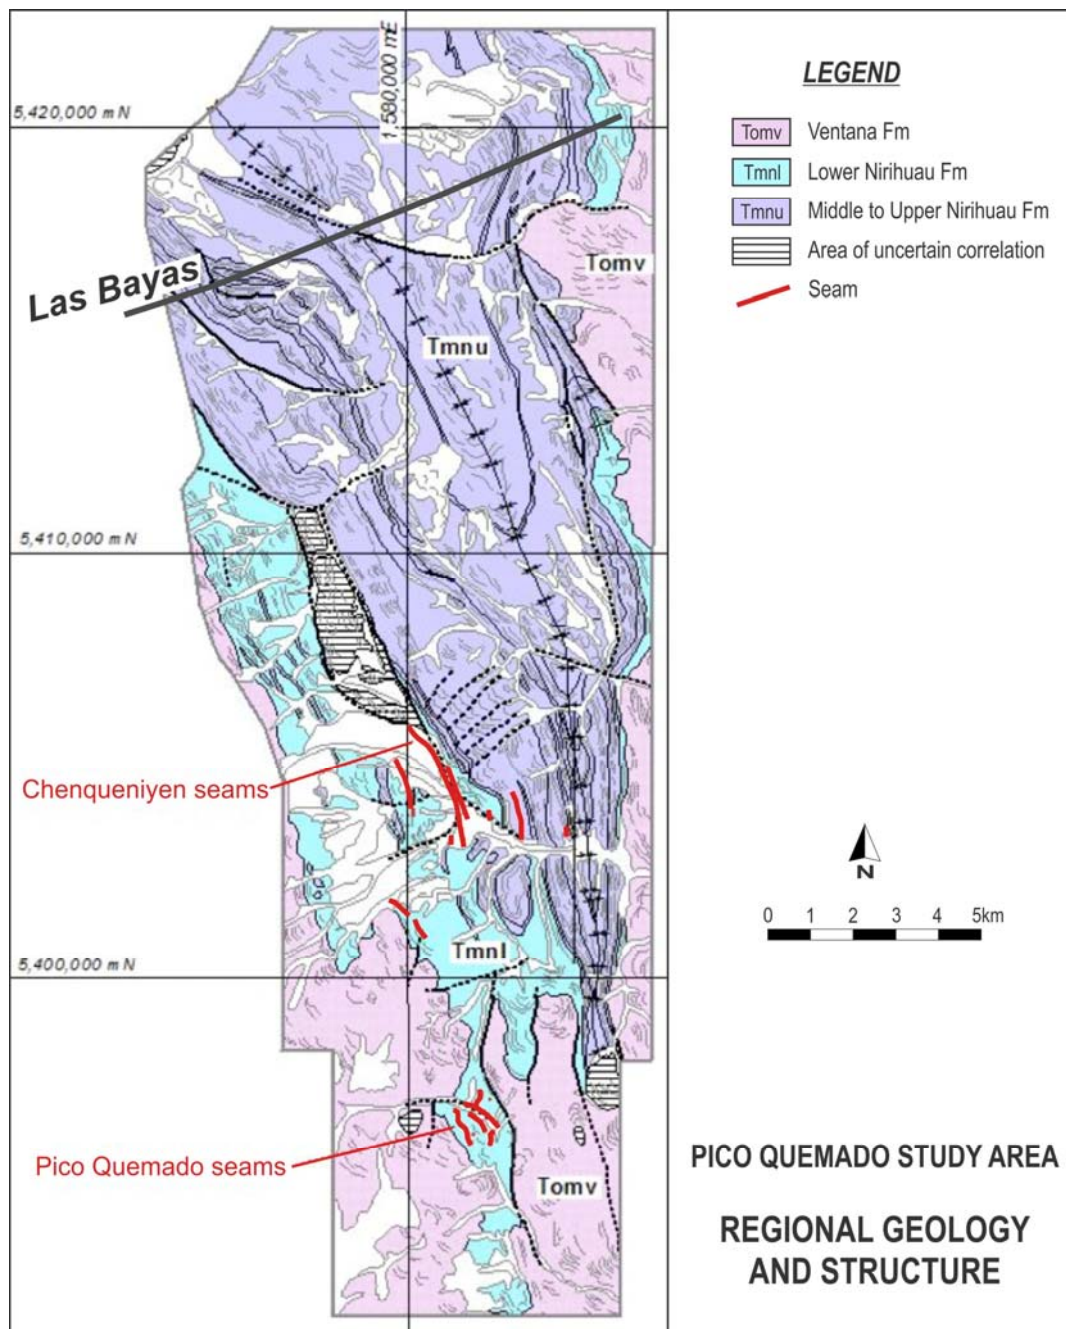 1,580,000 mE
5,420,000 m N
LEGEND
Tomv Ventana Fm
Tmnl Lower Nirihuau Fm
Tmnu Middle to Upper Nirihuau Fm
Area of uncertain correlation
Seam
Tomv
Las Bayas
Tmnu
5,410,000 m N
Chenqueniyen seams
N
0 1 2 3 4 5km
Tmnl
5,400,000 m N
Pico Quemado seams
Tomv
PICO QUEMADO STUDY AREA
REGIONAL GEOLOGY
AND STRUCTURE